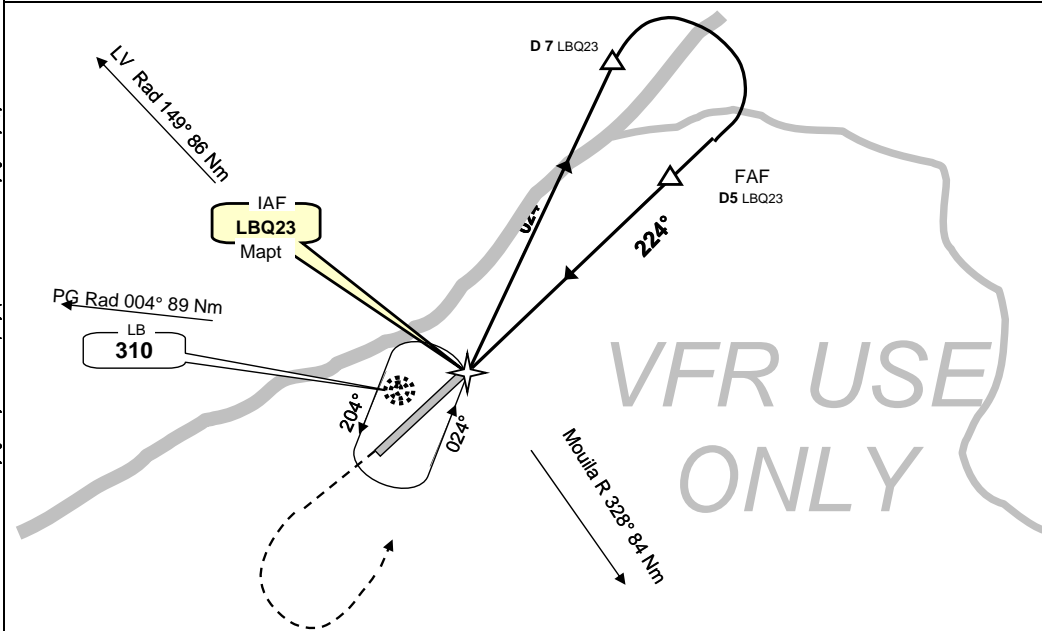 D 7 LBQ23
LV Rad 149° 86 Nm
FAF
D5 LBQ23
IAF
LBQ23
Mapt
224°
PG Rad 004° 89 Nm
LB
310
VFR USE
ONLY
204°
024°
Mouila R 328° 84 Nm